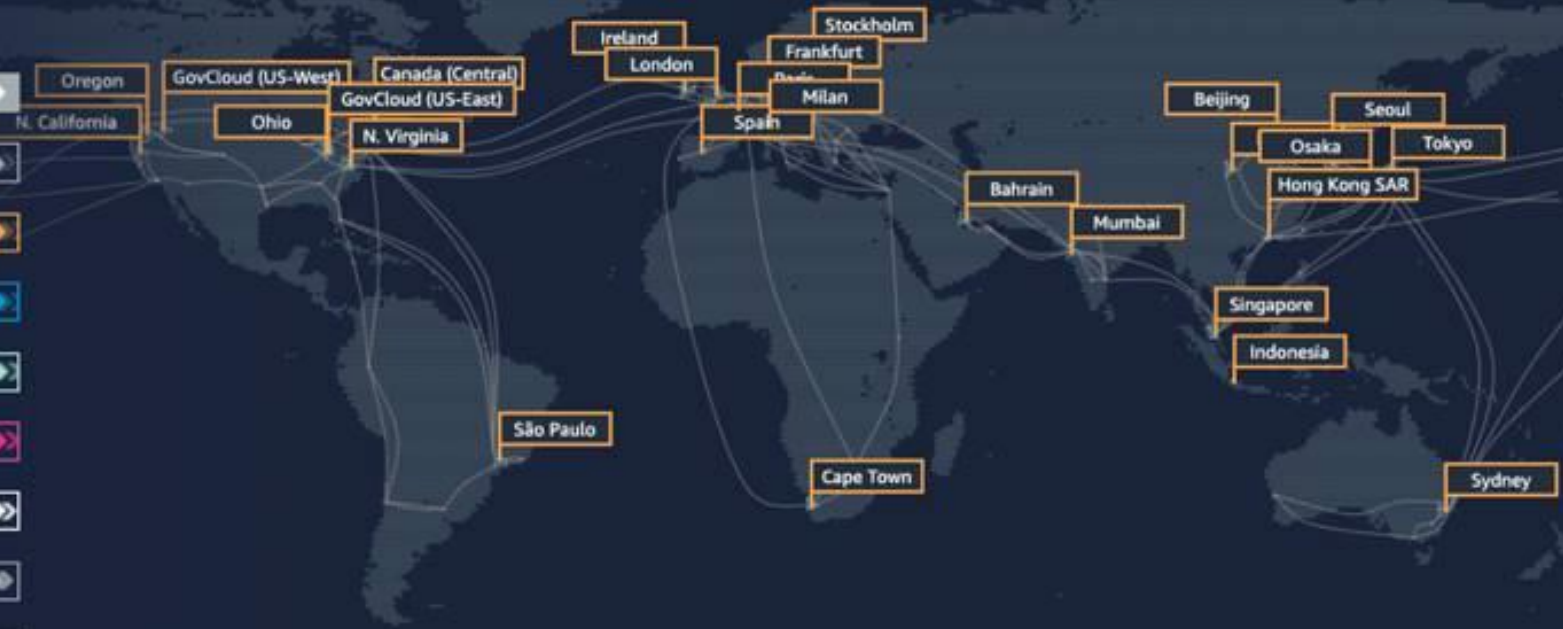 Stockholm
Ireland
Frankfurt
London
Oregon
GovCloud (US-West)
Canada (Central)
Paris
Milan
GovCloud (US-East)
Beijing
Seoul
N. California
Ohio
N. Virginia
Spain
Osaka
Tokyo
Bahrain
Hong Kong SAR
Mumbai
Singapore
Indonesia
São Paulo
Cape Town
Sydney